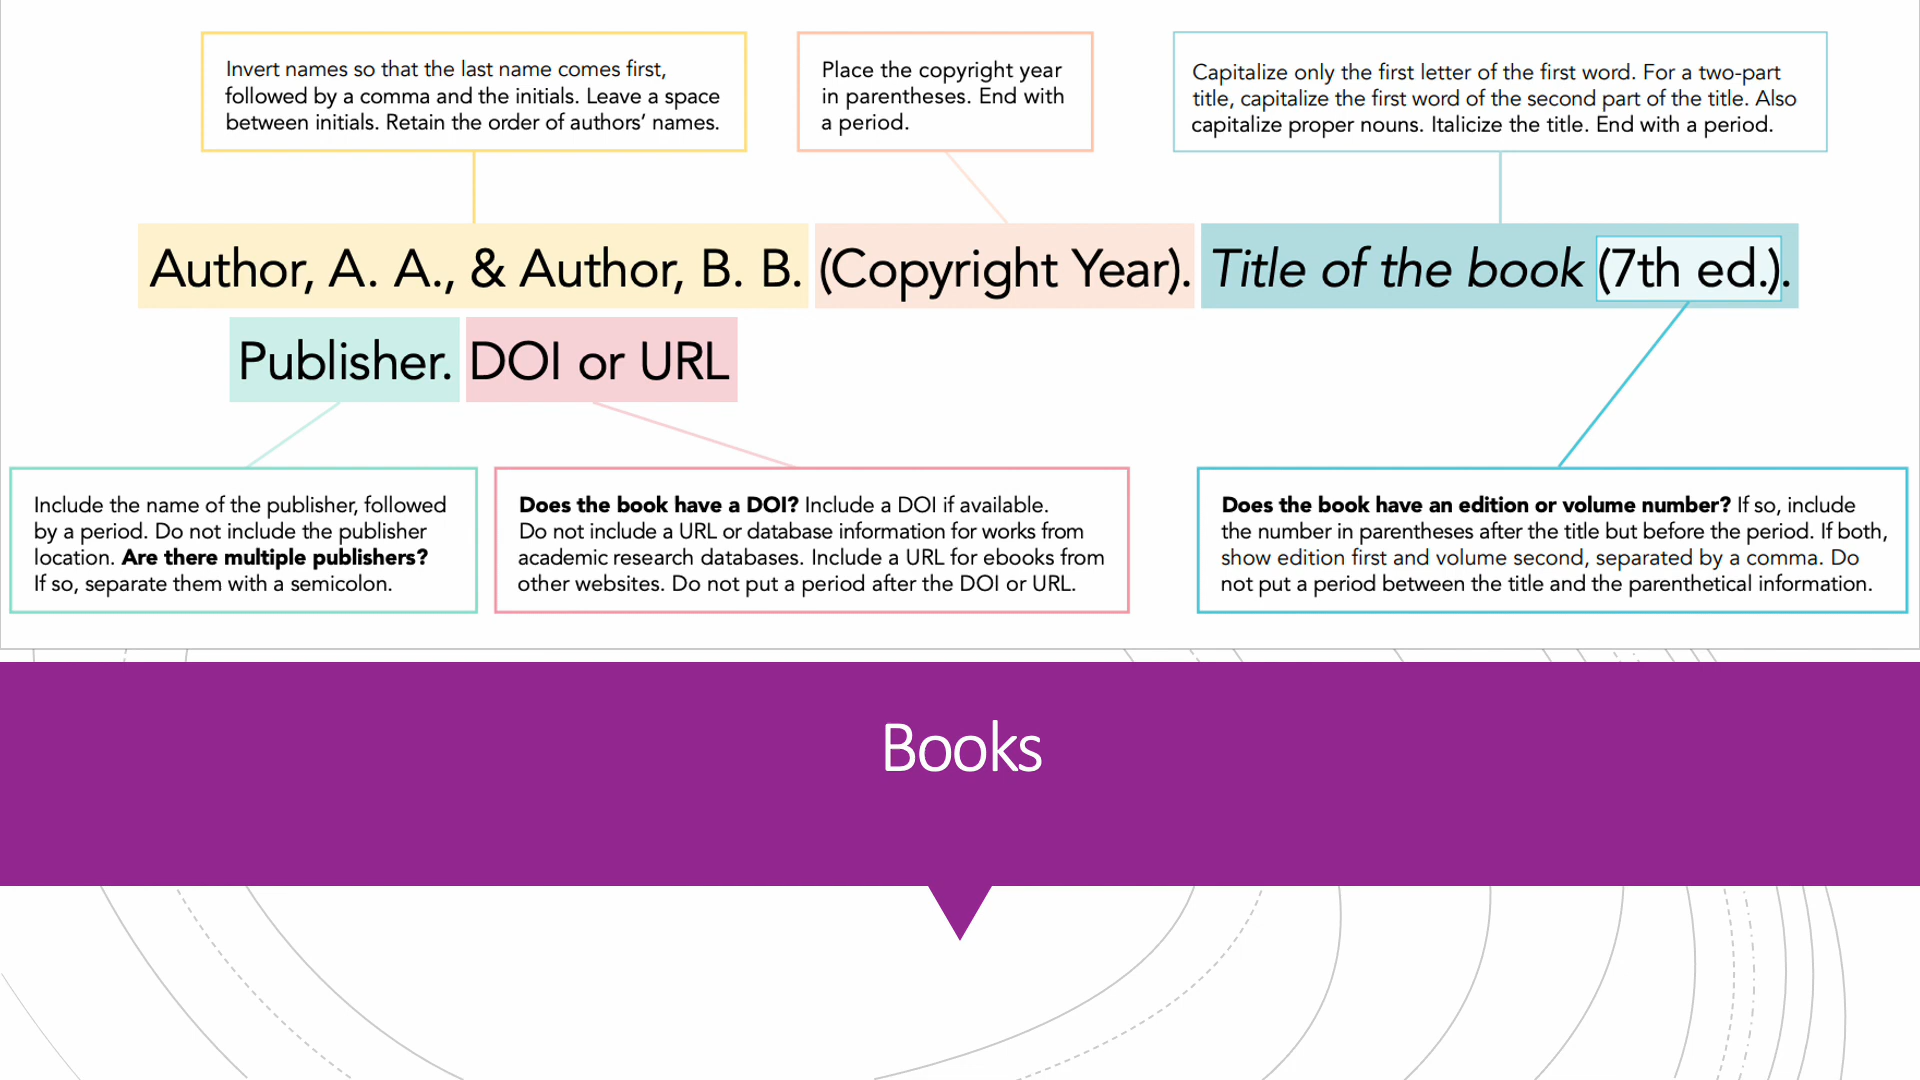 Invert names so that the last name comes first,
followed by a comma and the initials. Leave a space
between initials. Retain the order of authors’ names.
Place the copyright year
in parentheses. End with
a period.
Capitalize only the first letter of the first word. For a two-part
title, capitalize the first word of the second part of the title. Also
capitalize proper nouns. Italicize the title. End with a period.
Author, A. A., & Author, B. B. (Copyright Year). Title of the book (7th ed.).
Publisher. DOI or URL
Include the name of the publisher, followed
by a period. Do not include the publisher
location. Are there multiple publishers?
If so, separate them with a semicolon.
Does the book have a DOI? Include a DOI if available.
Do not include a URL or database information for works from
academic research databases. Include a URL for ebooks from
other websites. Do not put a period after the DOI or URL.
Does the book have an edition or volume number? If so, include
the number in parentheses after the title but before the period. If both,
show edition first and volume second, separated by a comma. Do
not put a period between the title and the parenthetical information.
Books